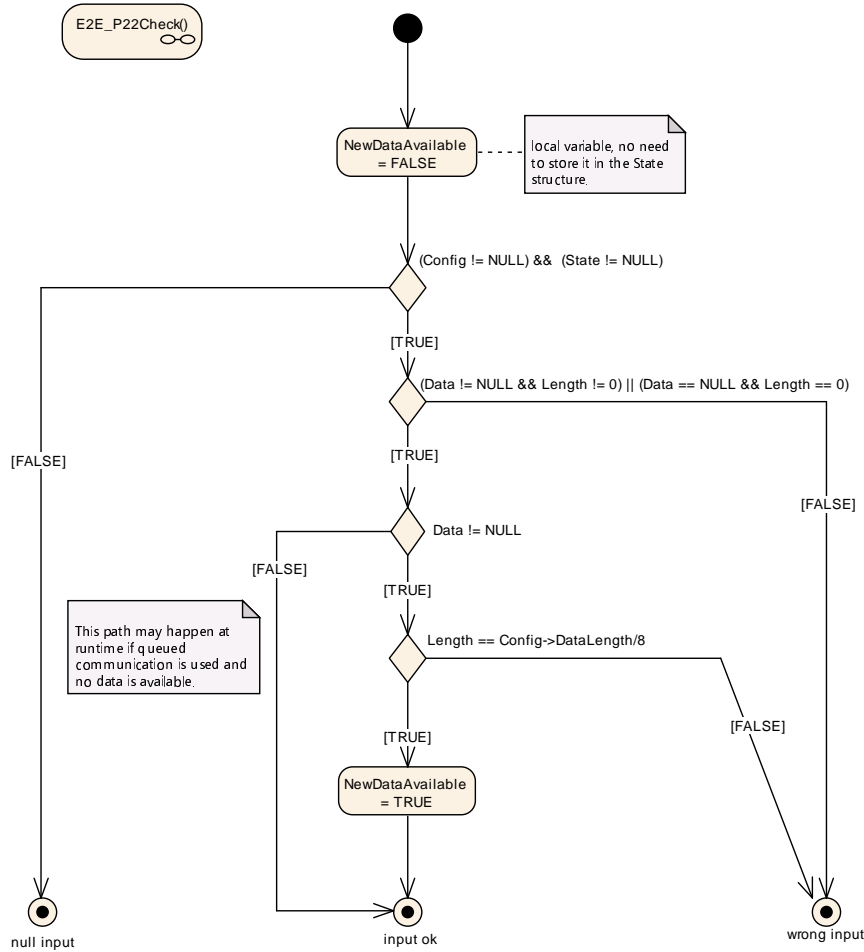 E2E_P22Check()
NewDataAvailable
= FALSE
local variable, no need
to store it in the State
structure.
(Config != NULL) && (State != NULL)
[TRUE]
(Data != NULL && Length != 0) || (Data == NULL && Length == 0)
[FALSE]
[TRUE]
[FALSE]
Data != NULL
[FALSE]
[TRUE]
This path may happen at
runtime if queued
communication is used and
no data is available.
Length == Config->DataLength/8
[FALSE]
[TRUE]
NewDataAvailable
= TRUE
null input
input ok
wrong input